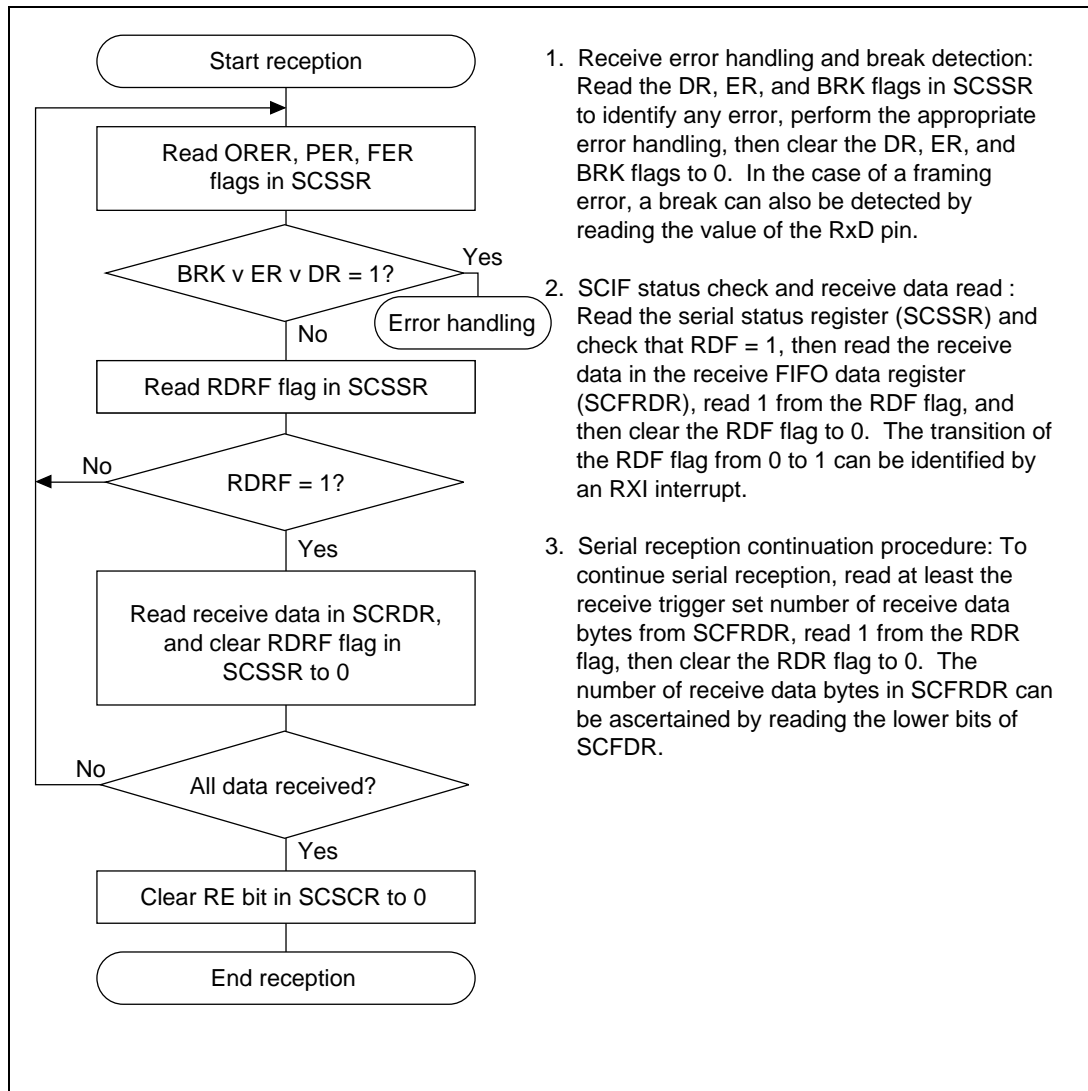 Start reception
Read ORER, PER, FER
flags in SCSSR
BRK v ER v DR = 1?
Yes
Error handling
No
Read RDRF flag in SCSSR
No
RDRF = 1?
Yes
Read receive data in SCRDR,
and clear RDRF flag in
SCSSR to 0
No
All data received?
Yes
Clear RE bit in SCSCR to 0
End reception
1. Receive error handling and break detection:
Read the DR, ER, and BRK flags in SCSSR
to identify any error, perform the appropriate
error handling, then clear the DR, ER, and
BRK flags to 0. In the case of a framing
error, a break can also be detected by
reading the value of the RxD pin.
2. SCIF status check and receive data read :
Read the serial status register (SCSSR) and
check that RDF = 1, then read the receive
data in the receive FIFO data register
(SCFRDR), read 1 from the RDF flag, and
then clear the RDF flag to 0. The transition of
the RDF flag from 0 to 1 can be identified by
an RXI interrupt.
3. Serial reception continuation procedure: To
continue serial reception, read at least the
receive trigger set number of receive data
bytes from SCFRDR, read 1 from the RDR
flag, then clear the RDR flag to 0. The
number of receive data bytes in SCFRDR can
be ascertained by reading the lower bits of
SCFDR.